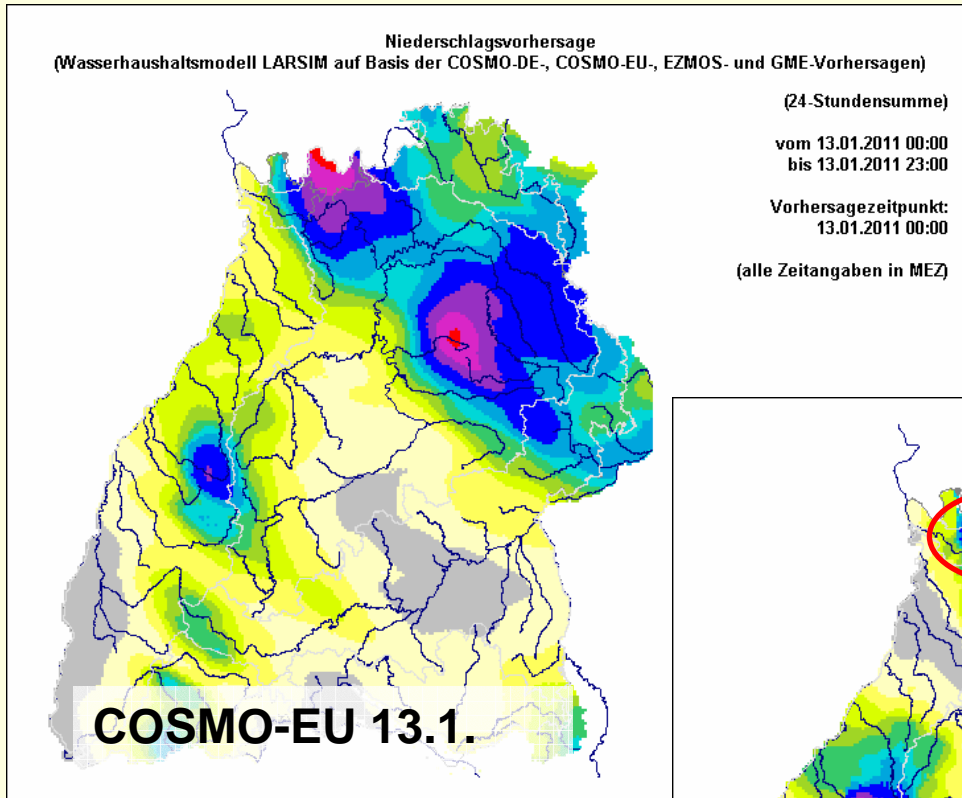 Niederschlagsvorhersage
(Wasserhaushaltsmodell LARSIM auf Basis der COSMO-DE-, COSMO-EU-, EZMOS- und GME-Vorhersagen)
(24-Stundensumme)
vom 13.01.2011 00:00
bis 13.01.2011 23:00
Vorhersagezeitpunkt:
13.01.2011 00:00
(alle Zeitangaben in MEZ)
COSMO-EU 13.1.